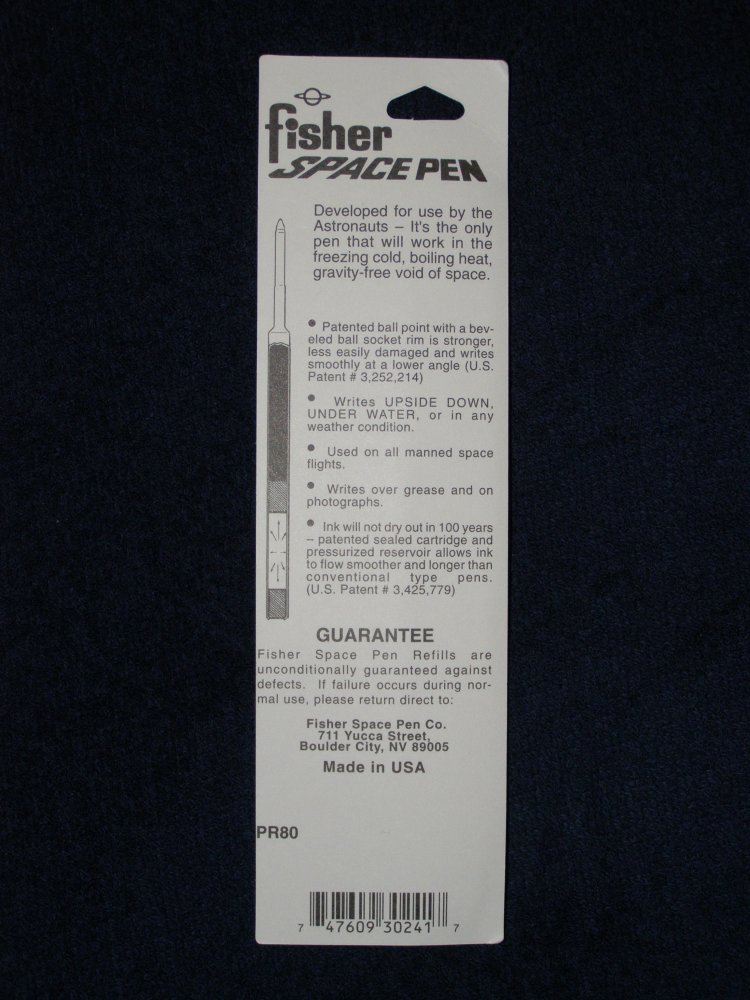 fisher
SPACE PEN
Developed for use by the
Astronauts – It's the only
pen that will work in the
freezing cold, boiling heat,
gravity-free void of space.
• Patented ball point with a bev-
eled ball socket rim is stronger,
less easily damaged and writes
smoothly at a lower angle (U.S.
Patent # 3,252,214)
• Writes UPSIDE DOWN,
UNDER WATER, or in any
weather condition.
• Used on all manned space
flights.
• Writes over grease and on
photographs.
• Ink will not dry out in 100 years
– patented sealed cartridge and
pressurized reservoir allows ink
to flow smoother and longer than
conventional type pens.
(U.S. Patent # 3,425,779)
GUARANTEE
Fisher Space Pen Refills are
unconditionally guaranteed against
defects. If failure occurs during nor-
mal use, please return direct to:
Fisher Space Pen Co.
711 Yucca Street,
Boulder City, NV 89005
Made in USA
PR80
7 47609 30241 7